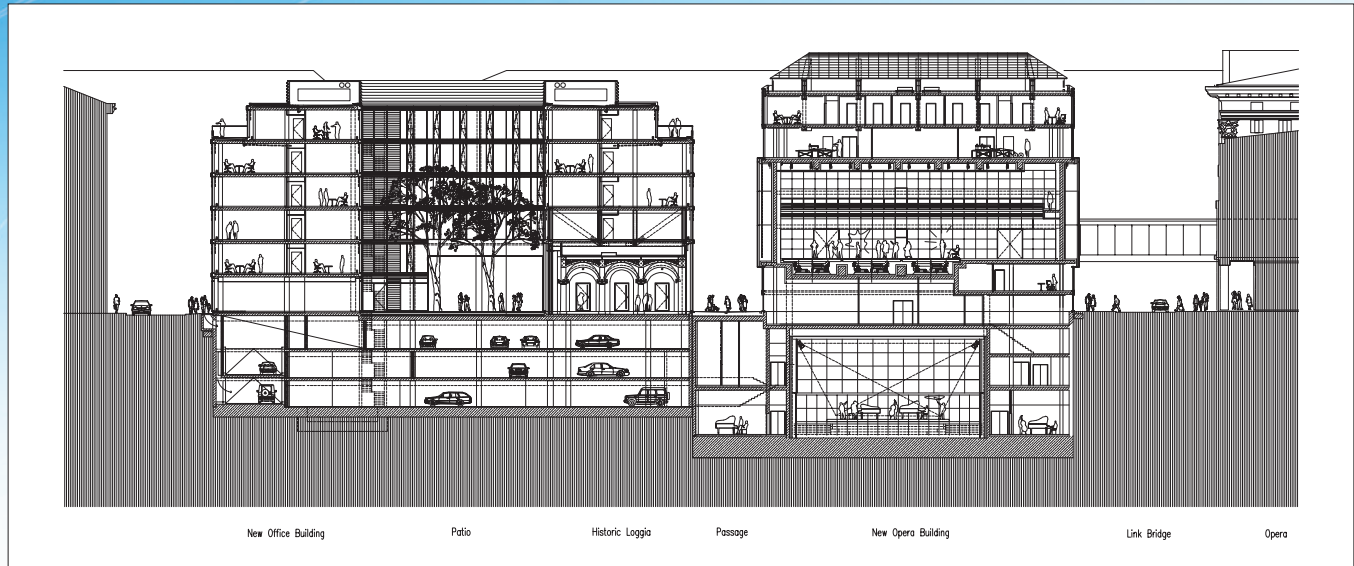 New Office Building
Patio
Historic Loggia
Passage
New Opera Building
Link Bridge
Opera